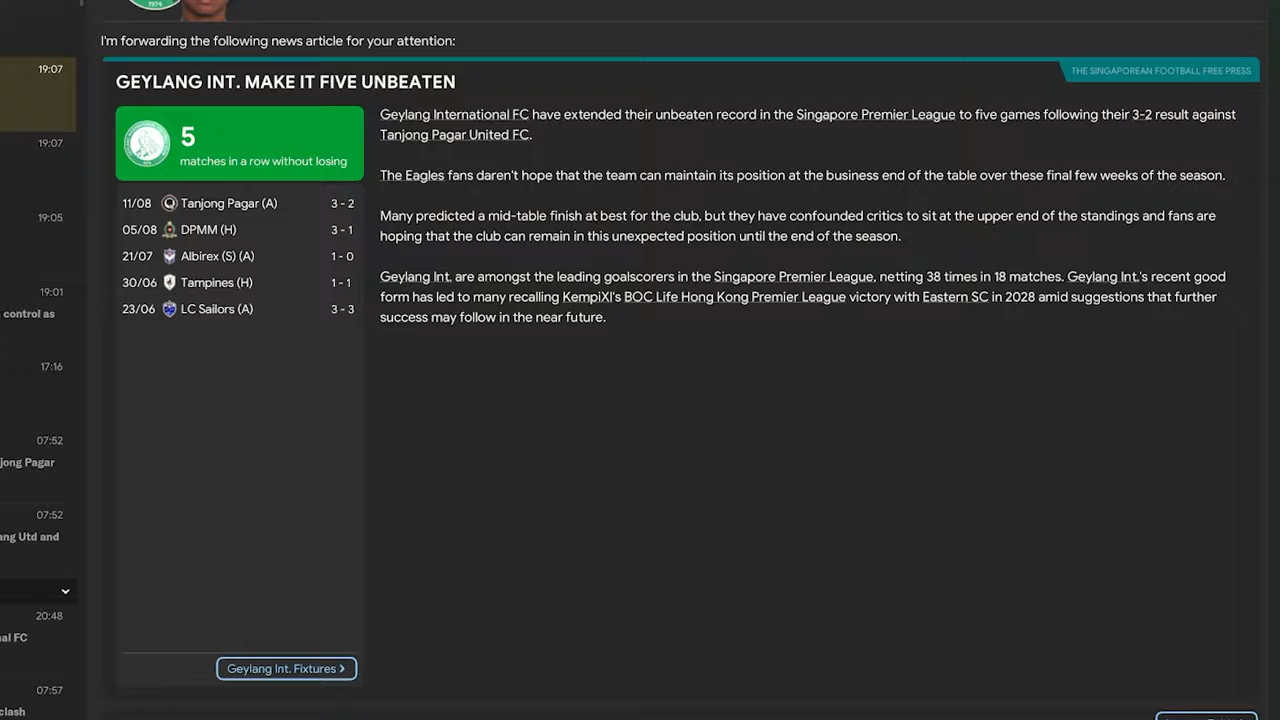 1974
I'm forwarding the following news article for your attention:
19:07
THE SINGAPOREAN FOOTBALL FREE PRESS
GEYLANG INT. MAKE IT FIVE UNBEATEN
5
matches in a row without losing
11/08 Tanjong Pagar (A) 3 - 2
05/08 DPMM (H) 3 - 1
21/07 Albirex (S) (A) 1 - 0
30/06 Tampines (H) 1 - 1
23/06 LC Sailors (A) 3 - 3
Geylang Int. Fixtures >
Geylang International FC have extended their unbeaten record in the Singapore Premier League to five games following their 3-2 result against
Tanjong Pagar United FC.
The Eagles fans daren't hope that the team can maintain its position at the business end of the table over these final few weeks of the season.
Many predicted a mid-table finish at best for the club, but they have confounded critics to sit at the upper end of the standings and fans are
hoping that the club can remain in this unexpected position until the end of the season.
Geylang Int. are amongst the leading goalscorers in the Singapore Premier League, netting 38 times in 18 matches. Geylang Int.'s recent good
form has led to many recalling KempiXI's BOC Life Hong Kong Premier League victory with Eastern SC in 2028 amid suggestions that further
success may follow in the near future.
19:07
19:05
19:01
control as
17:16
07:52
jong Pagar
07:52
ang Utd and
20:48
al FC
07:57
clash